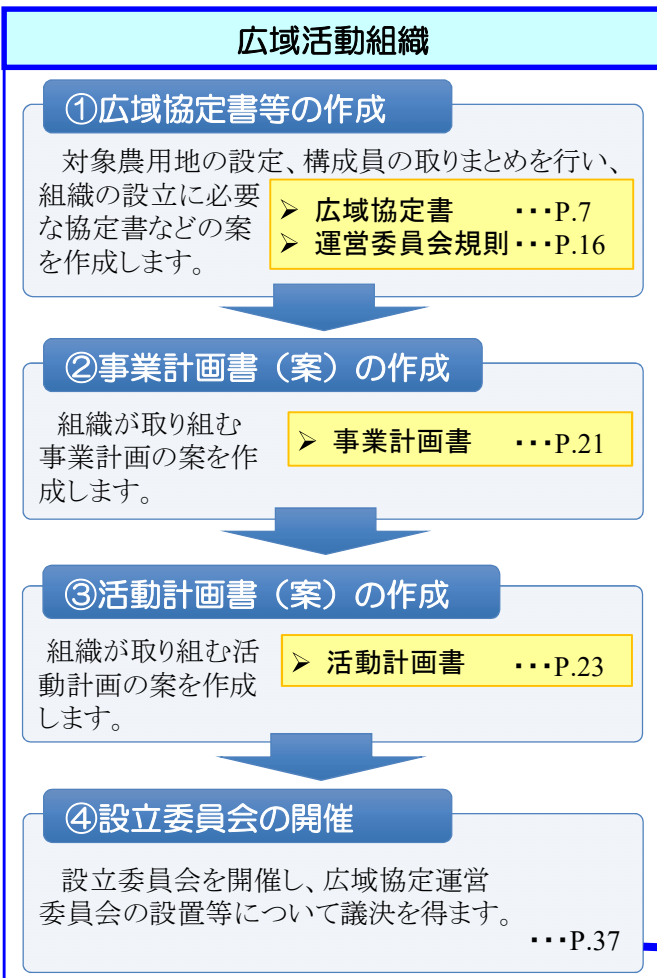 広域活動組織
①広域協定書等の作成
対象農用地の設定、構成員の取りまとめを行い、
組織の設立に必要
な協定書などの案
を作成します。
➢ 広域協定書 ・・・P.7
➢ 運営委員会規則・・・P.16
②事業計画書（案）の作成
組織が取り組む
事業計画の案を作
成します。
➢ 事業計画書 ・・・P.21
③活動計画書（案）の作成
組織が取り組む活
動計画の案を作成
します。
➢ 活動計画書 ・・・P.23
④設立委員会の開催
設立委員会を開催し、広域協定運営
委員会の設置等について議決を得ます。
・・・P.37